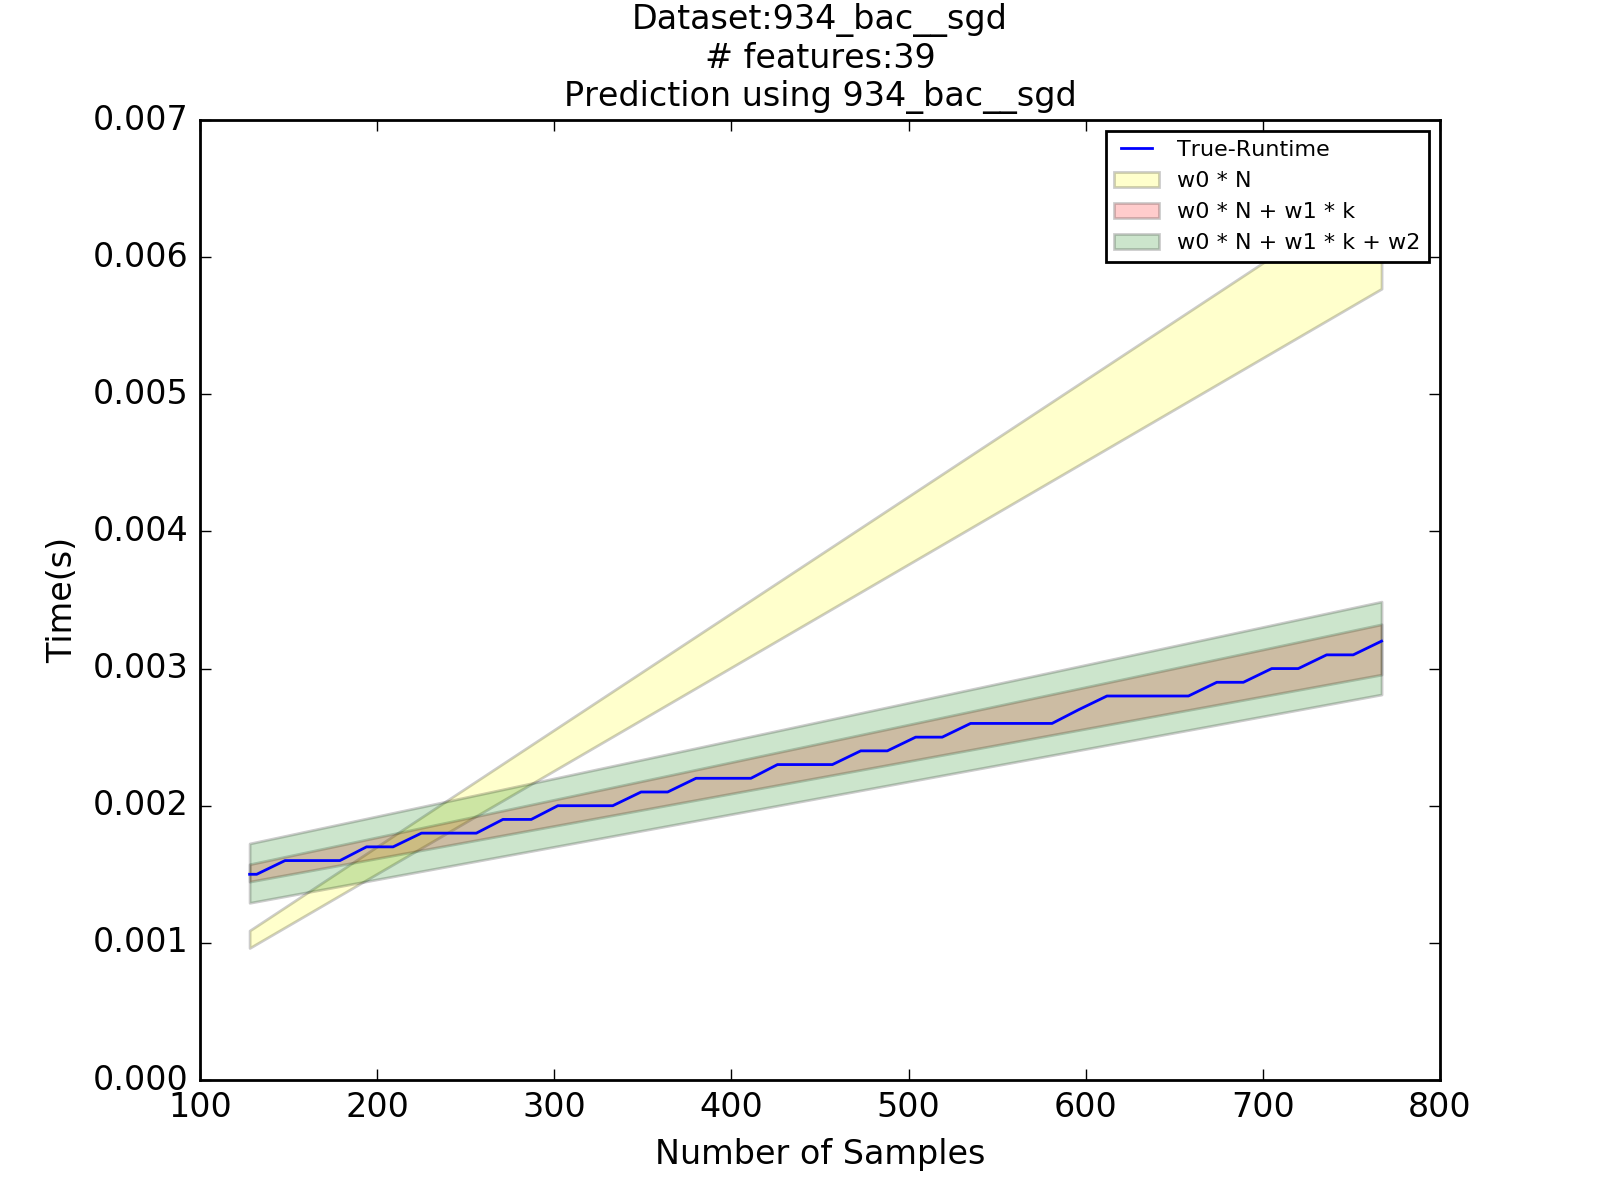 Dataset:934_bac__sgd
# features:39
Prediction using 934_bac__sgd
True-Runtime
w0 * N
w0 * N + w1 * k
w0 * N + w1 * k + w2
0.007
0.006
0.005
0.004
0.003
0.002
0.001
0.000
Time(s)
100 200 300 400 500 600 700 800
Number of Samples